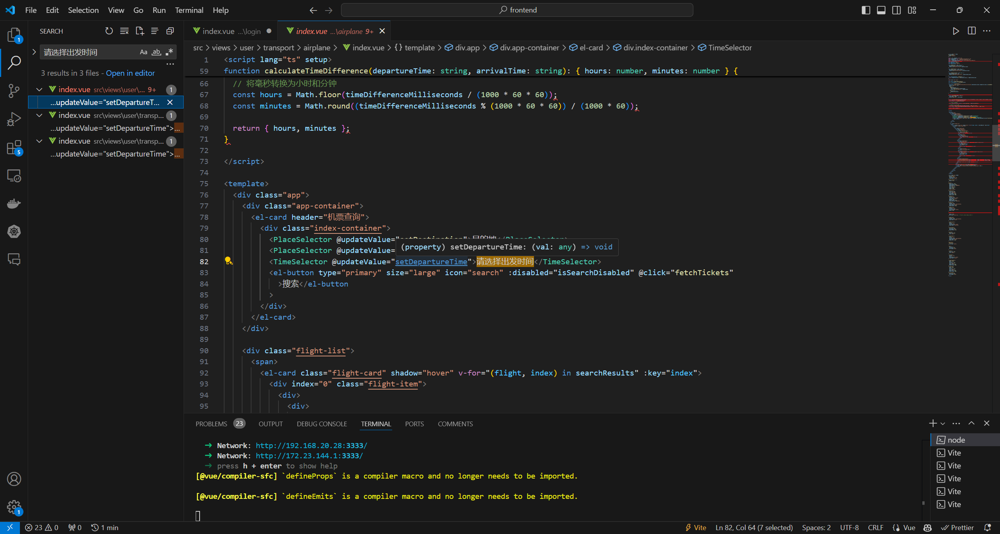 File Edit Selection View Go Run Terminal Help
frontend
SEARCH
请选择出发时间
Aa ab .*
3 results in 3 files - Open in editor
index.vue src\views\user\... 9+ 1
...updateValue="setDepartureT...
index.vue src\views\user\transp... 1
...updateValue="setDepartureTime">...
index.vue src\views\user\transp... 1
...updateValue="setDepartureTime">...
1
5
1
index.vue ...\login
index.vue ...\airplane 9+
src > views > user > transport > airplane > index.vue > {} template > div.app > div.app-container > el-card > div.index-container > TimeSelector
1 <script lang="ts" setup>
59 function calculateTimeDifference(departureTime: string, arrivalTime: string): { hours: number, minutes: number } {
66 // 将毫秒转换为小时和分钟
67 const hours = Math.floor(timeDifferenceMilliseconds / (1000 * 60 * 60));
68 const minutes = Math.round((timeDifferenceMilliseconds % (1000 * 60 * 60)) / (1000 * 60));
69
70 return { hours, minutes };
71 }
72
73 </script>
74
75 <template>
76 <div class="app">
77 <div class="app-container">
78 <el-card header="机票查询">
79 <div class="index-container">
80 <PlaceSelector @updateValue="setDestination">目的地</PlaceSelector>
81 <PlaceSelector @updateValue=
(property) setDepartureTime: (val: any) => void
82 <TimeSelector @updateValue="setDepartureTime">请选择出发时间</TimeSelector>
83 <el-button type="primary" size="large" icon="search" :disabled="isSearchDisabled" @click="fetchTickets"
84 >搜索</el-button
85 >
86 </div>
87 </el-card>
88 </div>
89
90 <div class="flight-list">
91 <span>
92 <el-card class="flight-card" shadow="hover" v-for="(flight, index) in searchResults" :key="index">
93 <div index="0" class="flight-item">
94 <div>
95 <div>
PROBLEMS 23 OUTPUT DEBUG CONSOLE TERMINAL PORTS COMMENTS
➜ Network: http://192.168.20.28:3333/
➜ Network: http://172.23.144.1:3333/
➜ press h + enter to show help
[@vue/compiler-sfc] `defineProps` is a compiler macro and no longer needs to be imported.
[@vue/compiler-sfc] `defineEmits` is a compiler macro and no longer needs to be imported.
node
Vite
Vite
Vite
Vite
Vite
23 0 0 1 min
Vite Ln 82, Col 64 (7 selected) Spaces: 2 UTF-8 CRLF {} Vue Prettier